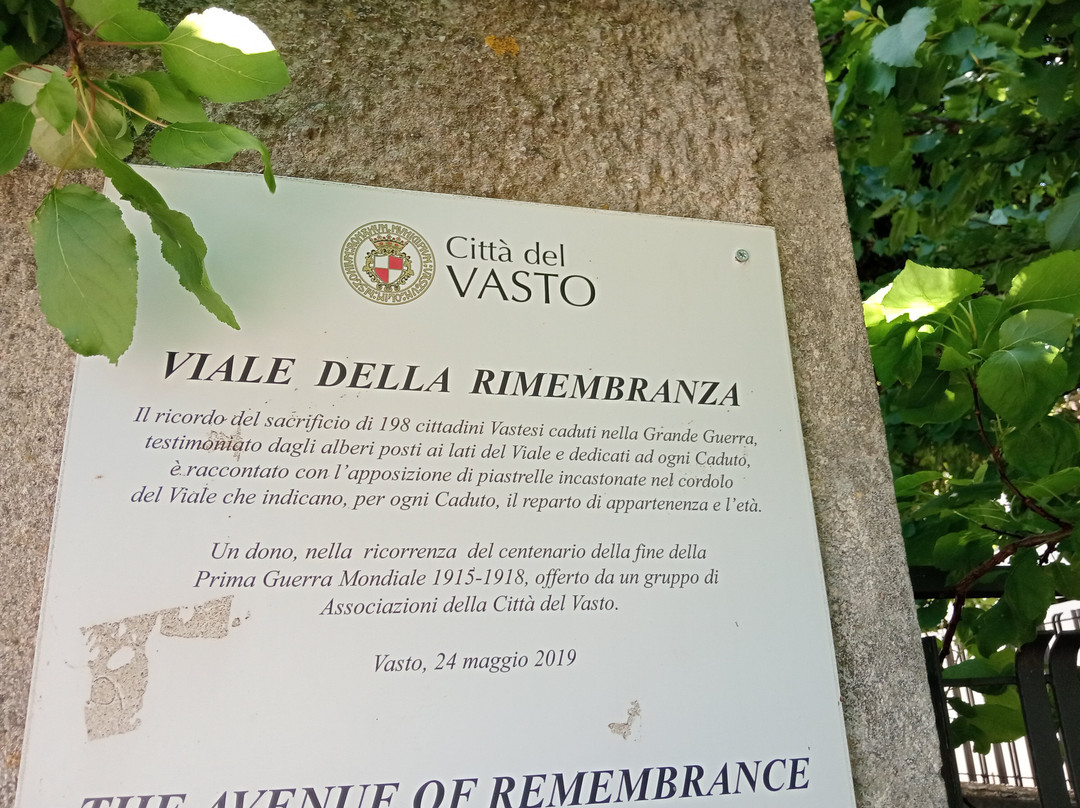 Città del
VASTO
VIALE DELLA RIMEMBRANZA
Il ricordo del sacrificio di 198 cittadini Vastesi caduti nella Grande Guerra,
testimoniato dagli alberi posti ai lati del Viale e dedicati ad ogni Caduto,
è raccontato con l'apposizione di piastrelle incastonate nel cordolo
del Viale che indicano, per ogni Caduto, il reparto di appartenenza e l'età.
Un dono, nella ricorrenza del centenario della fine della
Prima Guerra Mondiale 1915-1918, offerto da un gruppo di
Associazioni della Città del Vasto.
Vasto, 24 maggio 2019
THE AVENUE OF REMEMBRANCE